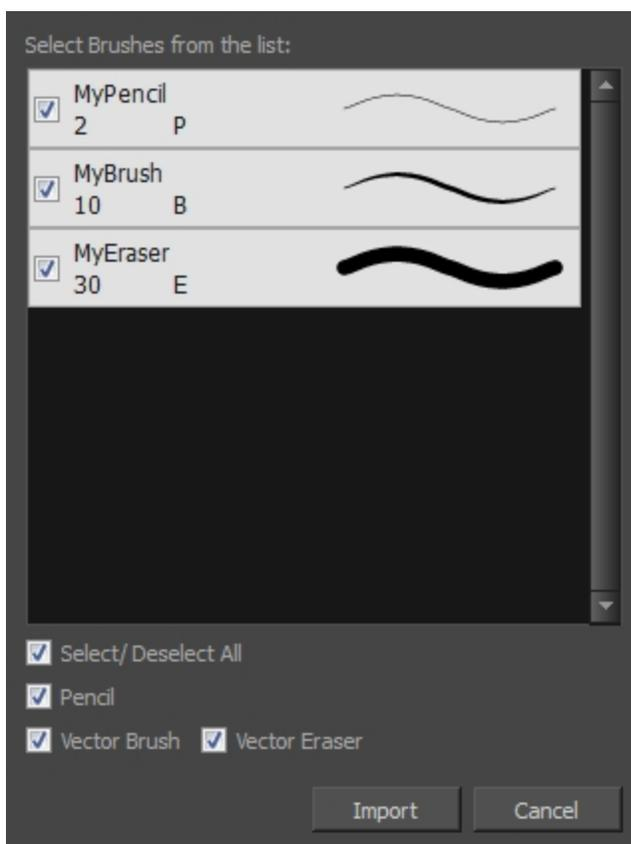 Select Brushes from the list:
MyPencil
2 P
MyBrush
10 B
MyEraser
30 E
Select/ Deselect All
Pencil
Vector Brush Vector Eraser
Import Cancel